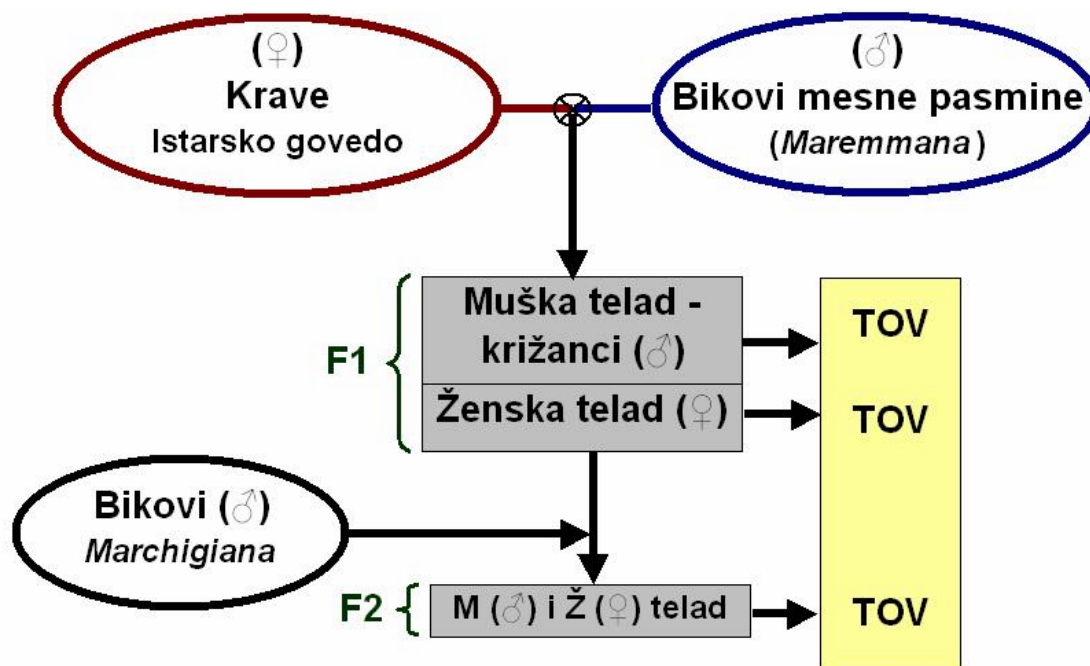 (♀)
Krave
Istarsko govedo
(♂)
Bikovi mesne pasmine
(Maremmana)
F1
Muška telad -
križanci (♂)
TOV
Ženska telad (♀)
TOV
Bikovi (♂)
Marchigiana
F2
M (♂) i Ž (♀) telad
TOV